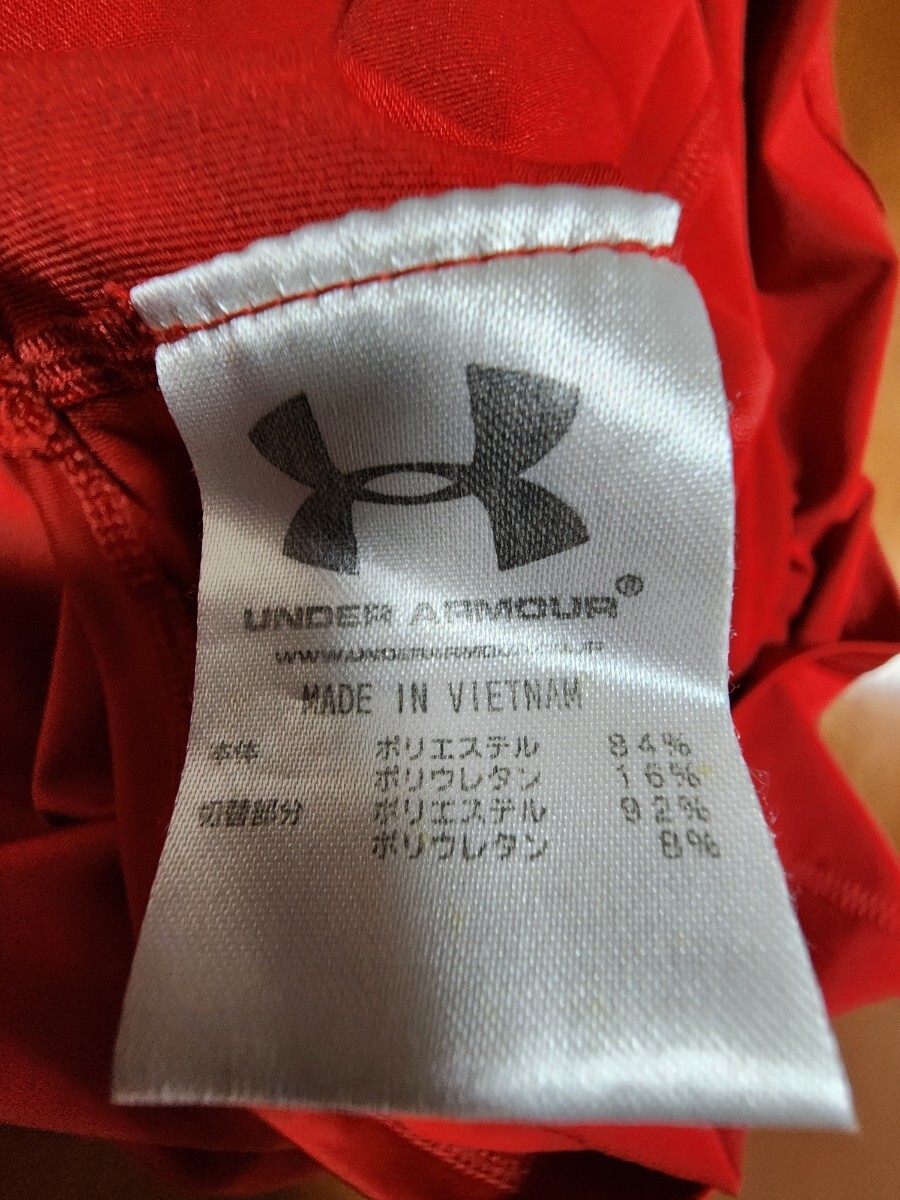 UNDER ARMOUR®
MADE IN VIETNAM
本体 ポリエステル 84%
ポリウレタン 16%
切替部分 ポリエステル 92%
ポリウレタン 8%